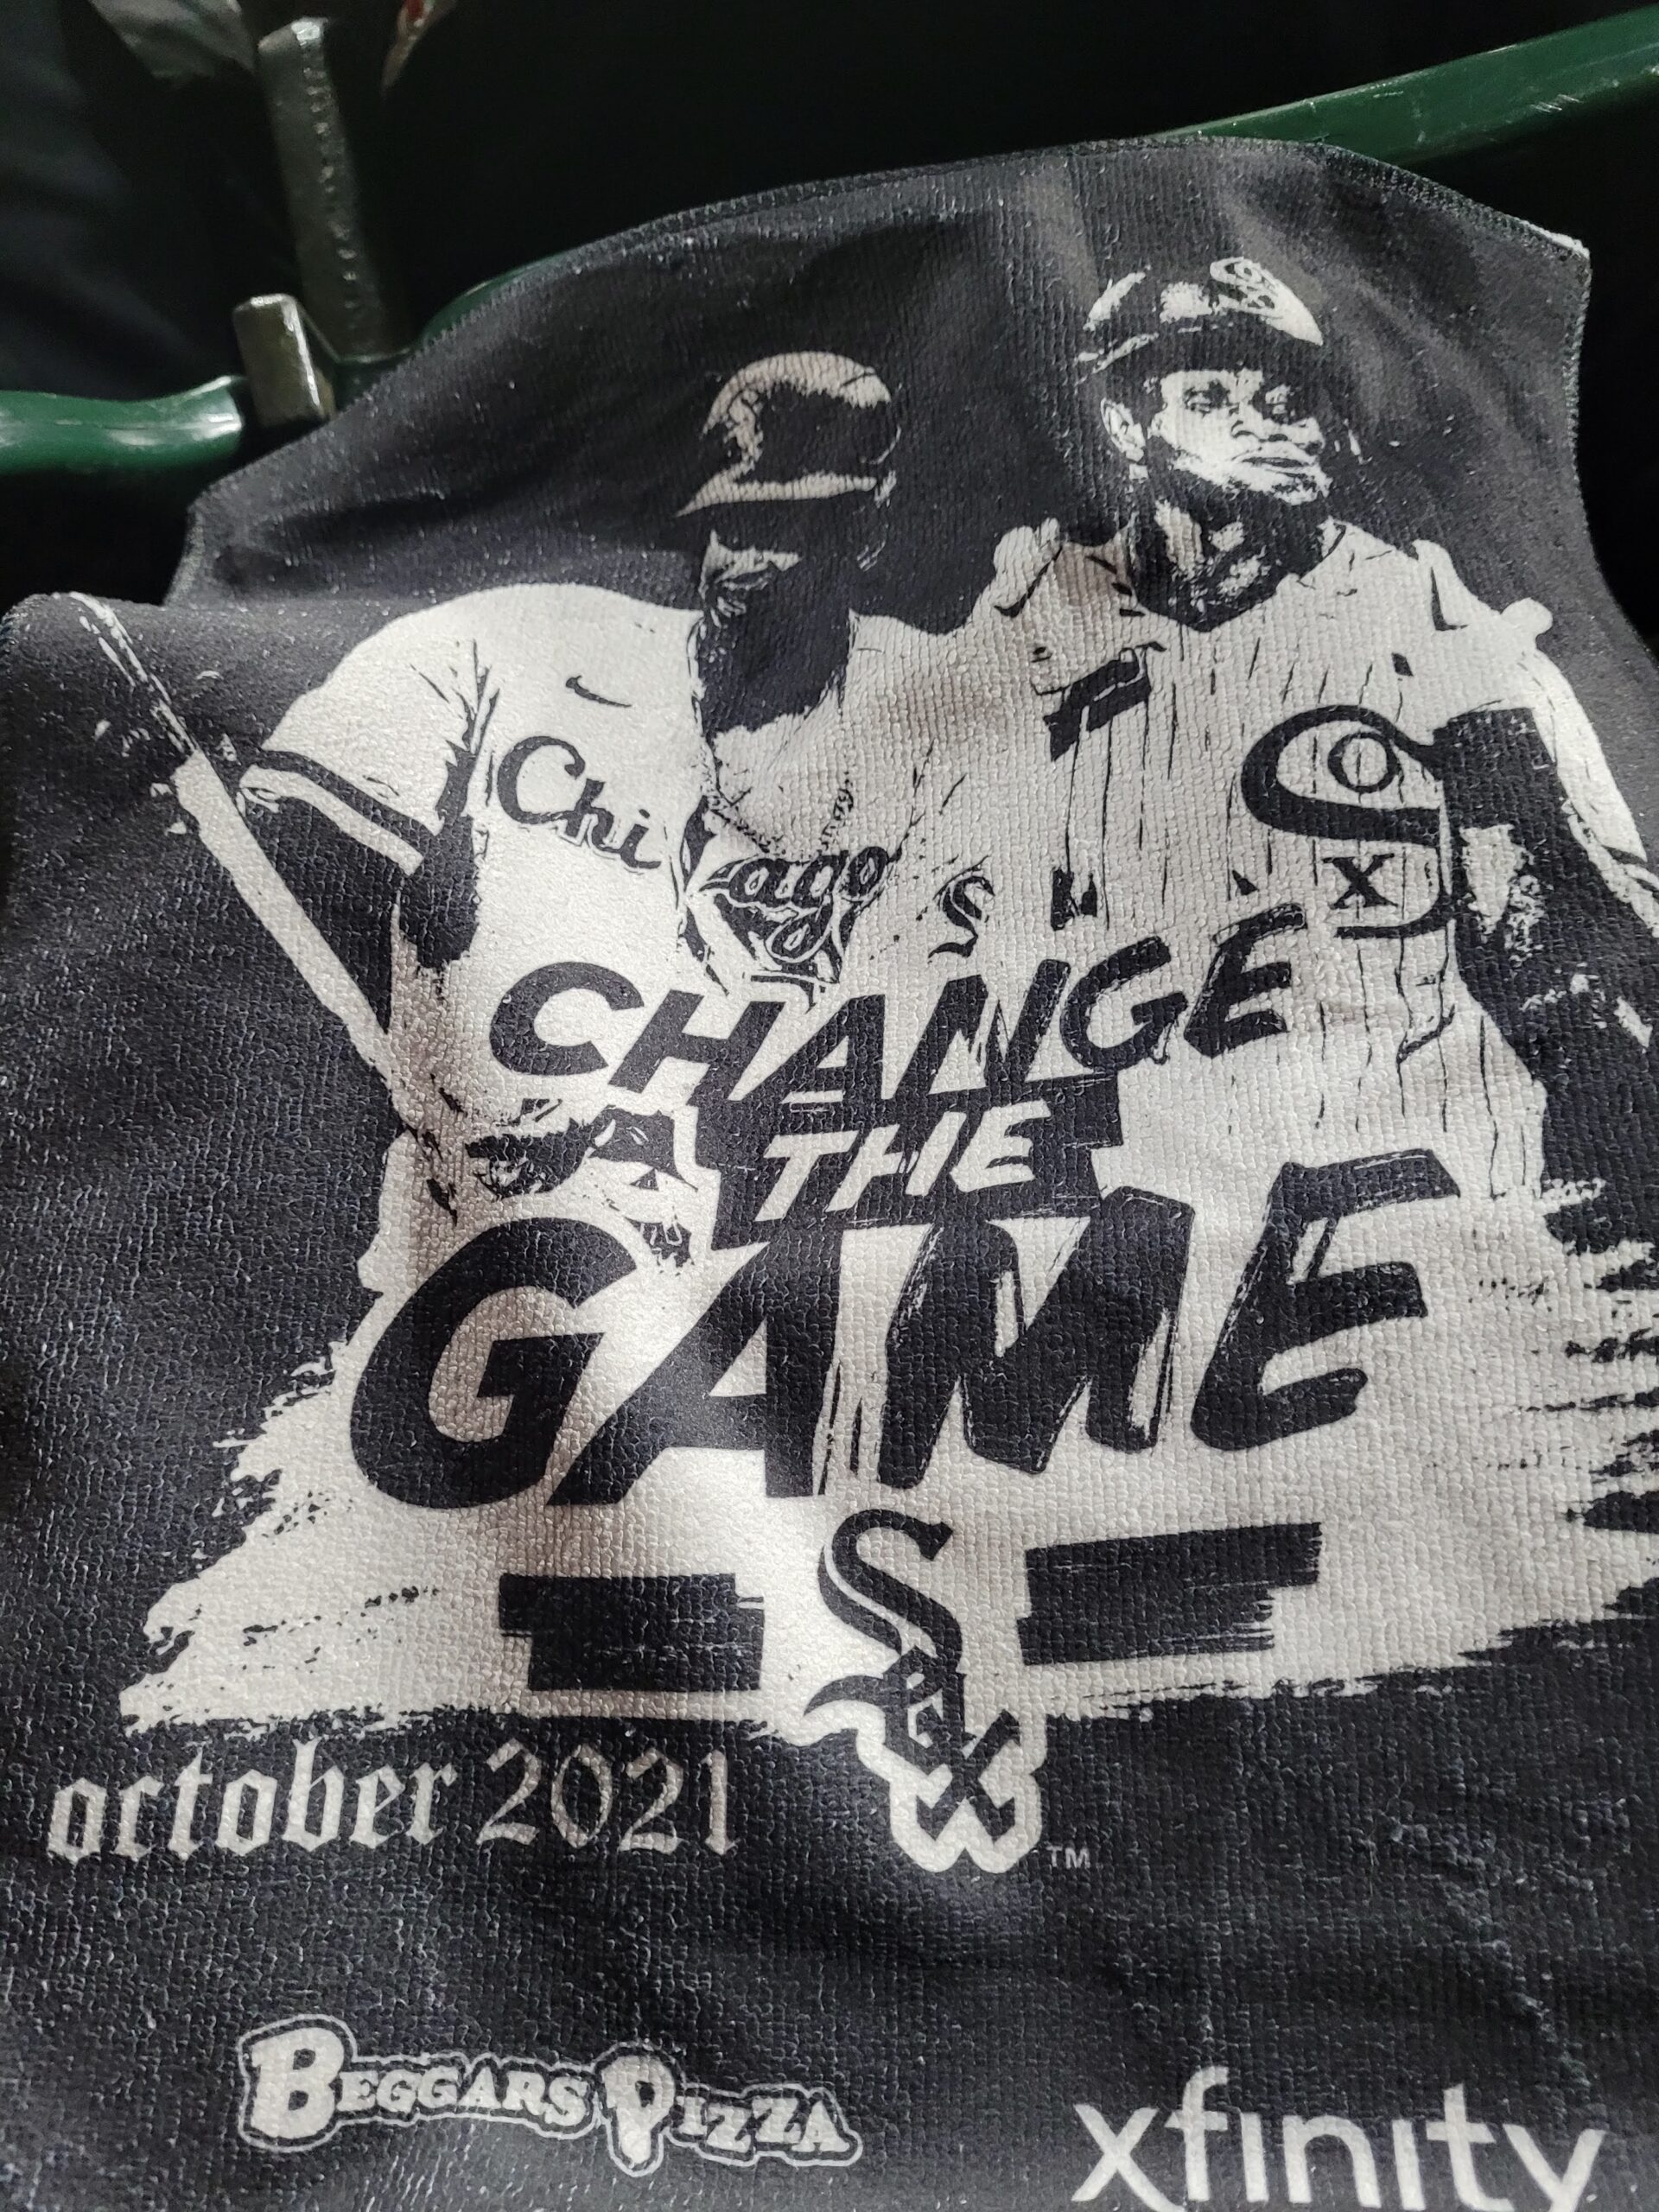 Chicago
S
Sox
CHANGE
THE
GAME
Sox
october 2021
TM
BEGGARS PIZZA
xfinity